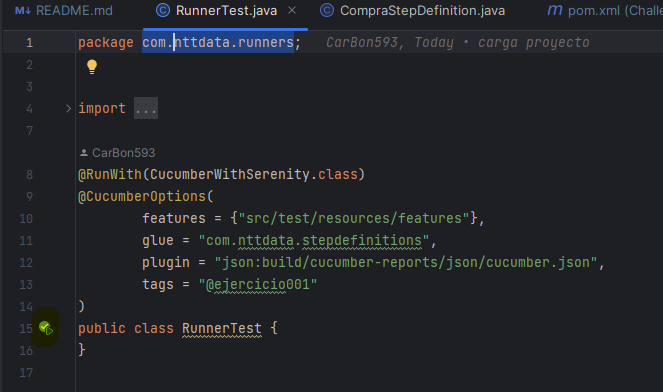 M↓ README.md RunnerTest.java × CompraStepDefinition.java m pom.xml (Challe
1 package com.nttdata.runners; CarBon593, Today • carga proyecto
2
3
4 > import ...
7
CarBon593
8 @RunWith(CucumberWithSerenity.class)
9 @CucumberOptions(
10 features = {"src/test/resources/features"},
11 glue = "com.nttdata.stepdefinitions",
12 plugin = "json:build/cucumber-reports/json/cucumber.json",
13 tags = "@ejercicio001"
14 )
15 public class RunnerTest {
16 }
17